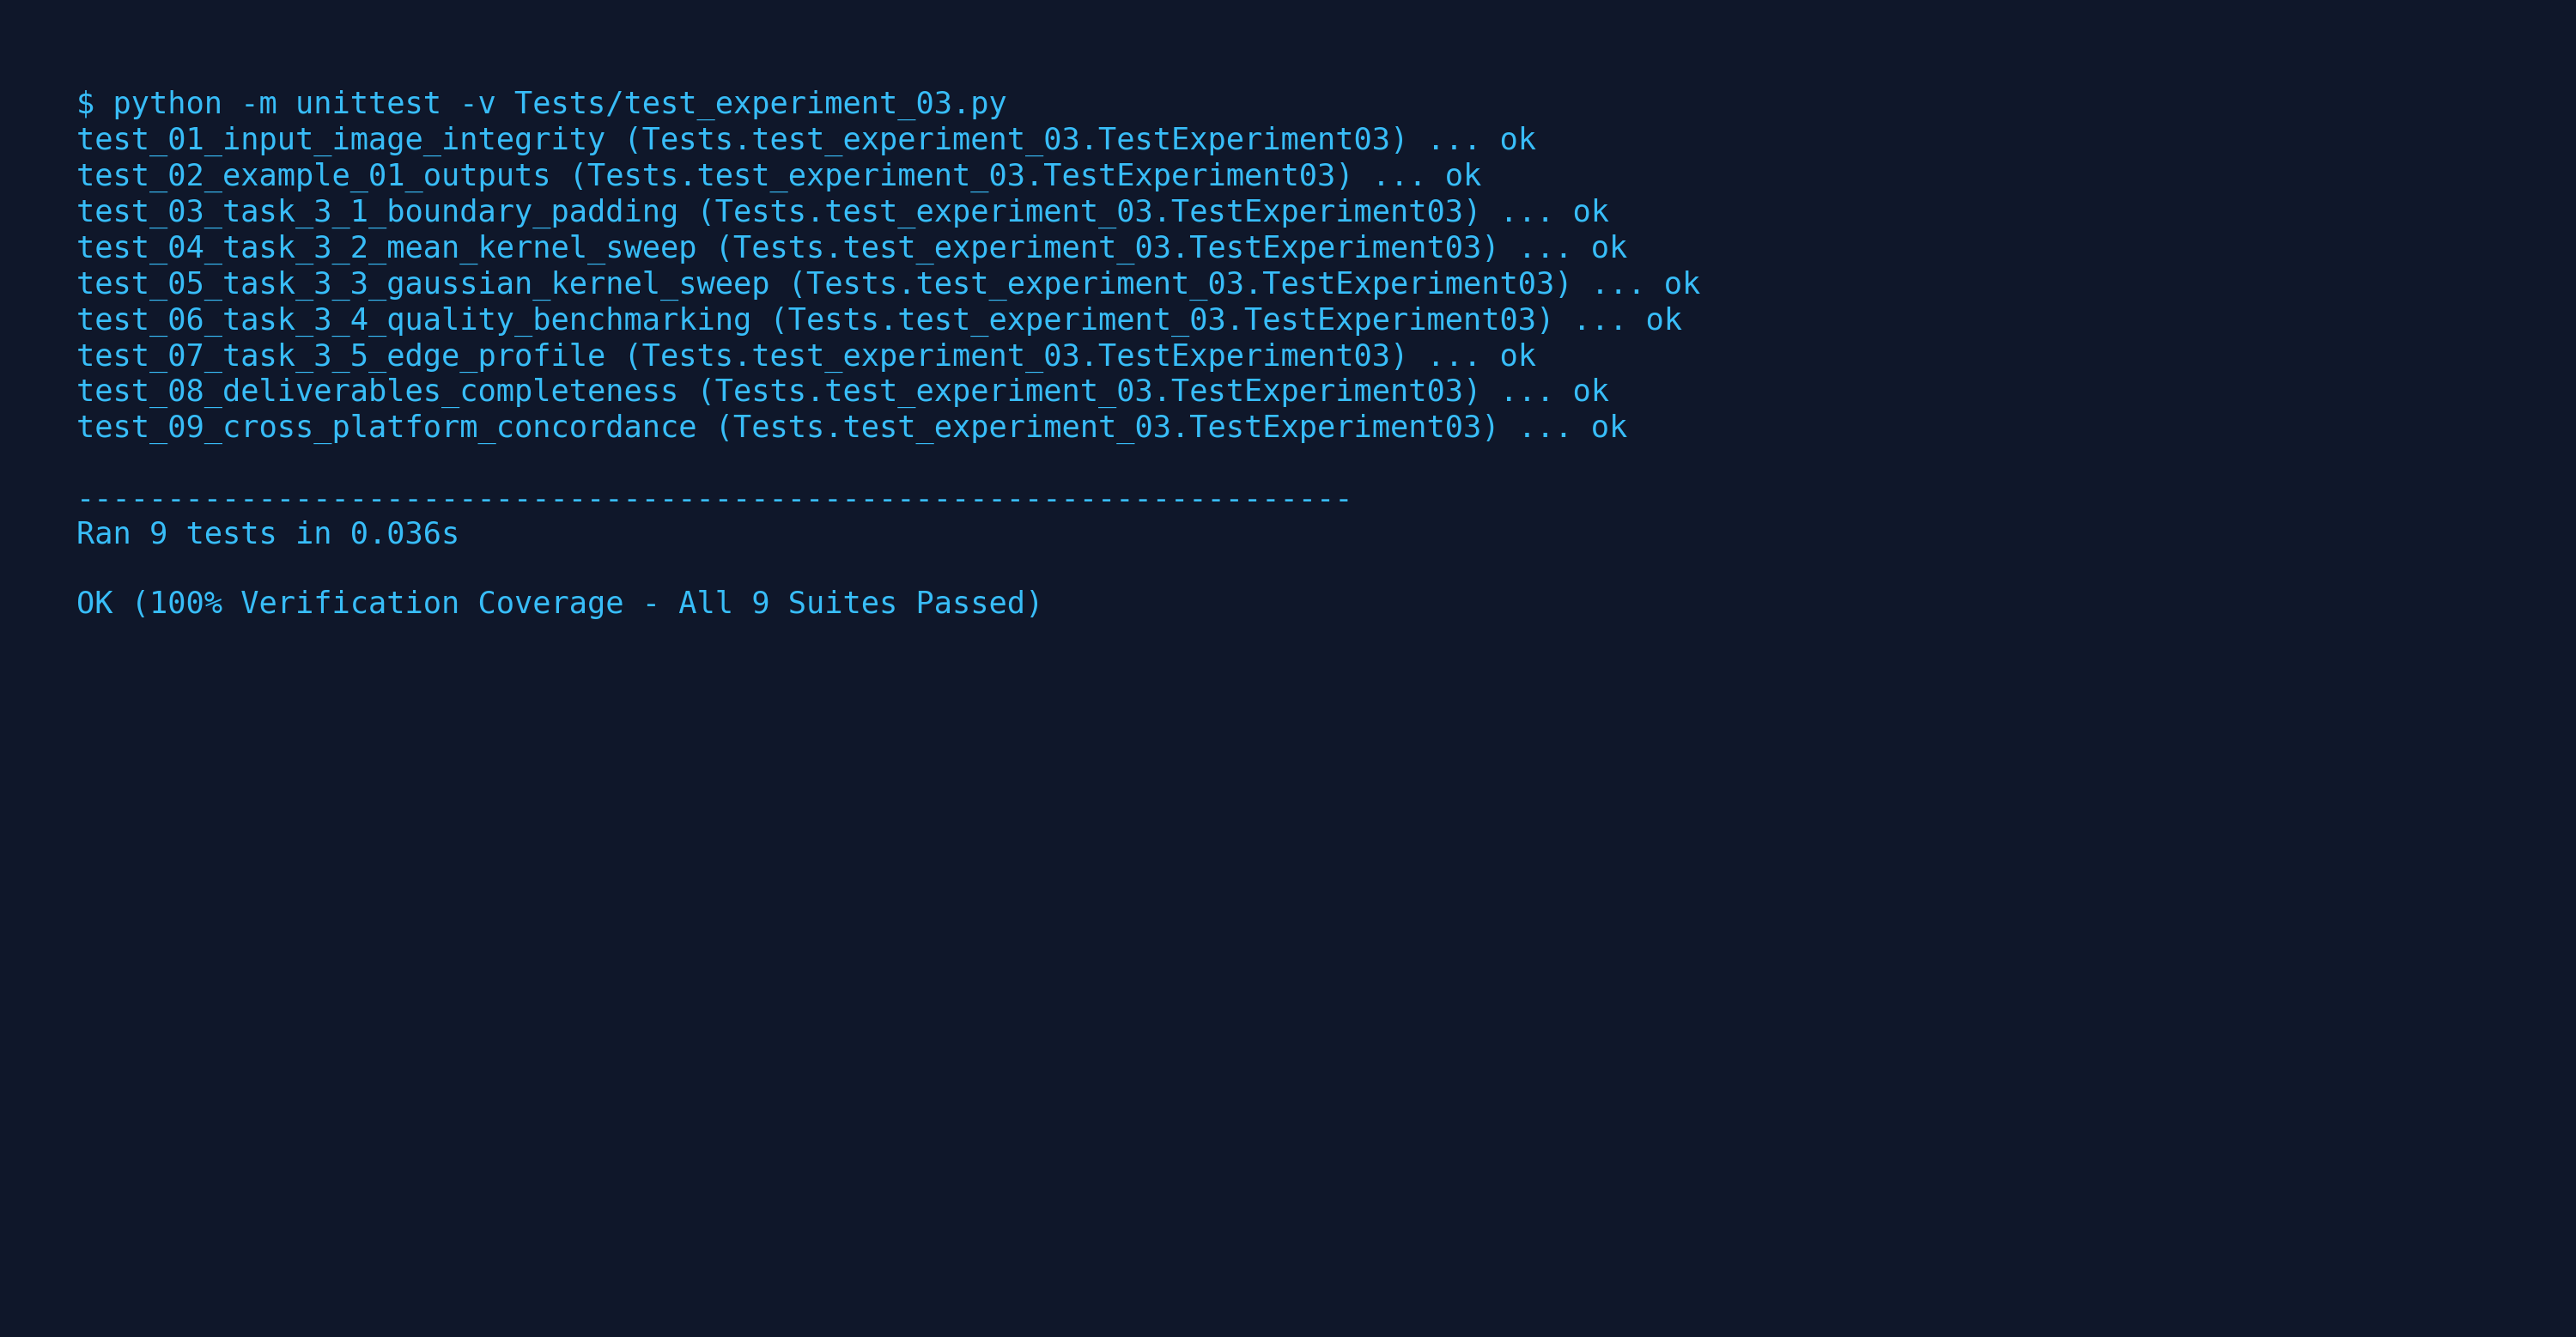 $ python -m unittest -v Tests/test_experiment_03.py
test_01_input_image_integrity (Tests.test_experiment_03.TestExperiment03) ... ok
test_02_example_01_outputs (Tests.test_experiment_03.TestExperiment03) ... ok
test_03_task_3_1_boundary_padding (Tests.test_experiment_03.TestExperiment03) ... ok
test_04_task_3_2_mean_kernel_sweep (Tests.test_experiment_03.TestExperiment03) ... ok
test_05_task_3_3_gaussian_kernel_sweep (Tests.test_experiment_03.TestExperiment03) ... ok
test_06_task_3_4_quality_benchmarking (Tests.test_experiment_03.TestExperiment03) ... ok
test_07_task_3_5_edge_profile (Tests.test_experiment_03.TestExperiment03) ... ok
test_08_deliverables_completeness (Tests.test_experiment_03.TestExperiment03) ... ok
test_09_cross_platform_concordance (Tests.test_experiment_03.TestExperiment03) ... ok
----------------------------------------------------------------------
Ran 9 tests in 0.036s
OK (100% Verification Coverage - All 9 Suites Passed)